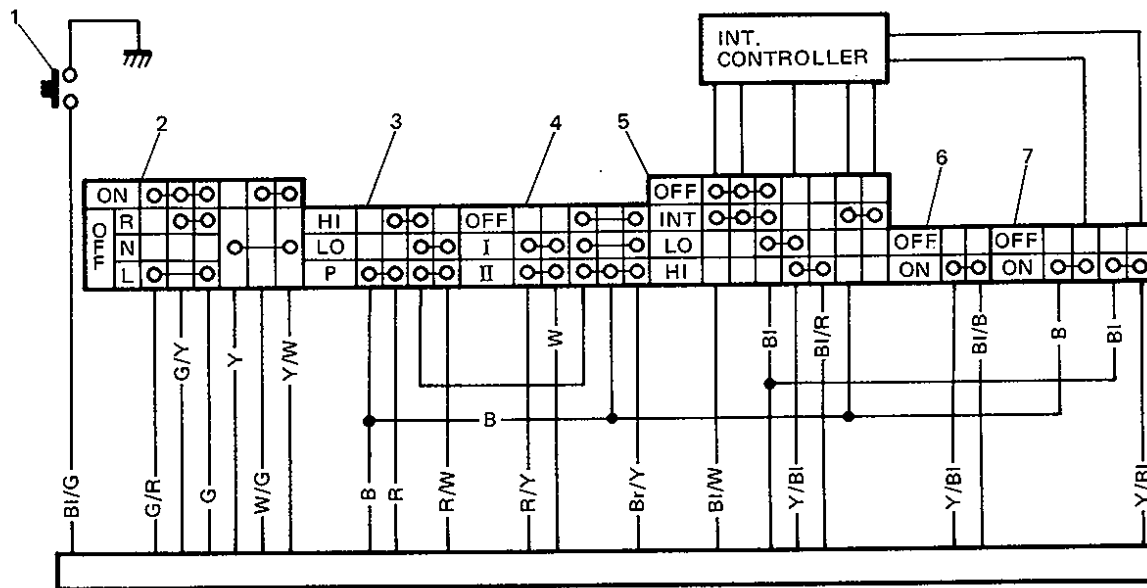 1
INT.
CONTROLLER
2
3
4
5
6
7
ON
OFF
R
N
L
HI
LO
P
OFF
I
II
OFF
INT
LO
HI
OFF
ON
OFF
ON
Bl/G
G/R
G/Y
G
Y
W/G
Y/W
B
R
R/W
B
R/Y
W
Br/Y
Bl/W
Bl
Y/Bl
Bl/R
Y/Bl
Bl/B
B
Bl
Y/Bl